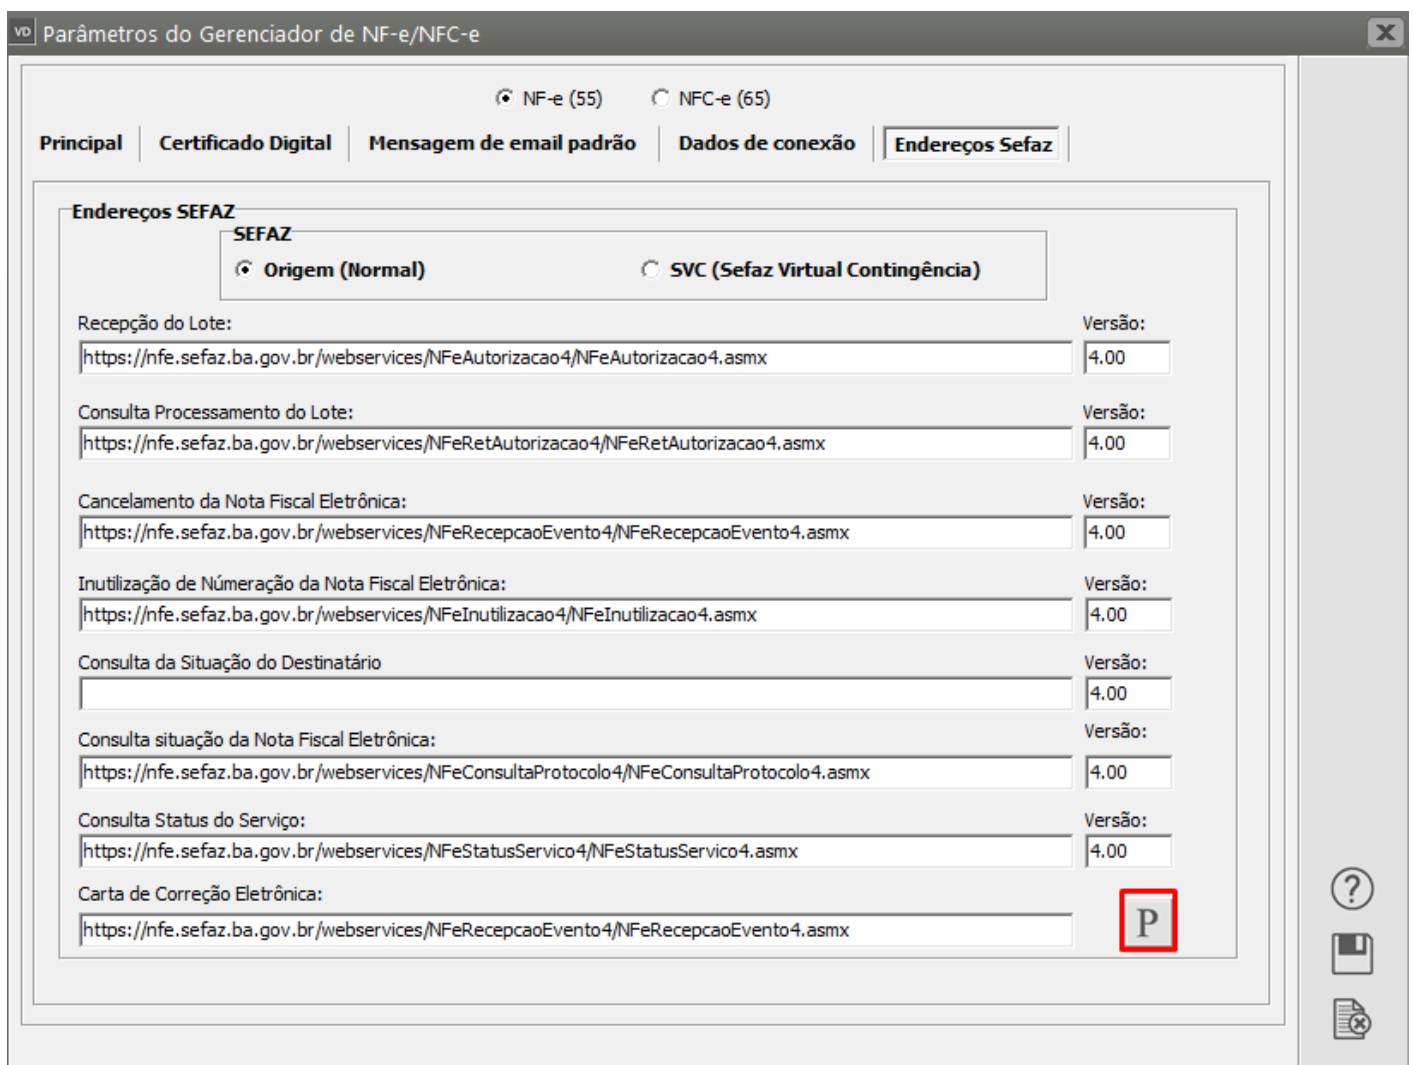 VD Parâmetros do Gerenciador de NF-e/NFC-e X
NF-e (55) NFC-e (65)
Principal Certificado Digital Mensagem de email padrão Dados de conexão Endereços Sefaz
Endereços SEFAZ
SEFAZ
Origem (Normal) SVC (Sefaz Virtual Contingência)
Recepção do Lote: Versão:
https://nfe.sefaz.ba.gov.br/webservices/NFeAutorizacao4/NFeAutorizacao4.asmx 4.00
Consulta Processamento do Lote: Versão:
https://nfe.sefaz.ba.gov.br/webservices/NFeRetAutorizacao4/NFeRetAutorizacao4.asmx 4.00
Cancelamento da Nota Fiscal Eletrônica: Versão:
https://nfe.sefaz.ba.gov.br/webservices/NFeRecepcaoEvento4/NFeRecepcaoEvento4.asmx 4.00
Inutilização de Númeração da Nota Fiscal Eletrônica: Versão:
https://nfe.sefaz.ba.gov.br/webservices/NFeInutilizacao4/NFeInutilizacao4.asmx 4.00
Consulta da Situação do Destinatário Versão:
4.00
Consulta situação da Nota Fiscal Eletrônica: Versão:
https://nfe.sefaz.ba.gov.br/webservices/NFeConsultaProtocolo4/NFeConsultaProtocolo4.asmx 4.00
Consulta Status do Serviço: Versão:
https://nfe.sefaz.ba.gov.br/webservices/NFeStatusServico4/NFeStatusServico4.asmx 4.00
Carta de Correção Eletrônica:
https://nfe.sefaz.ba.gov.br/webservices/NFeRecepcaoEvento4/NFeRecepcaoEvento4.asmx P
?